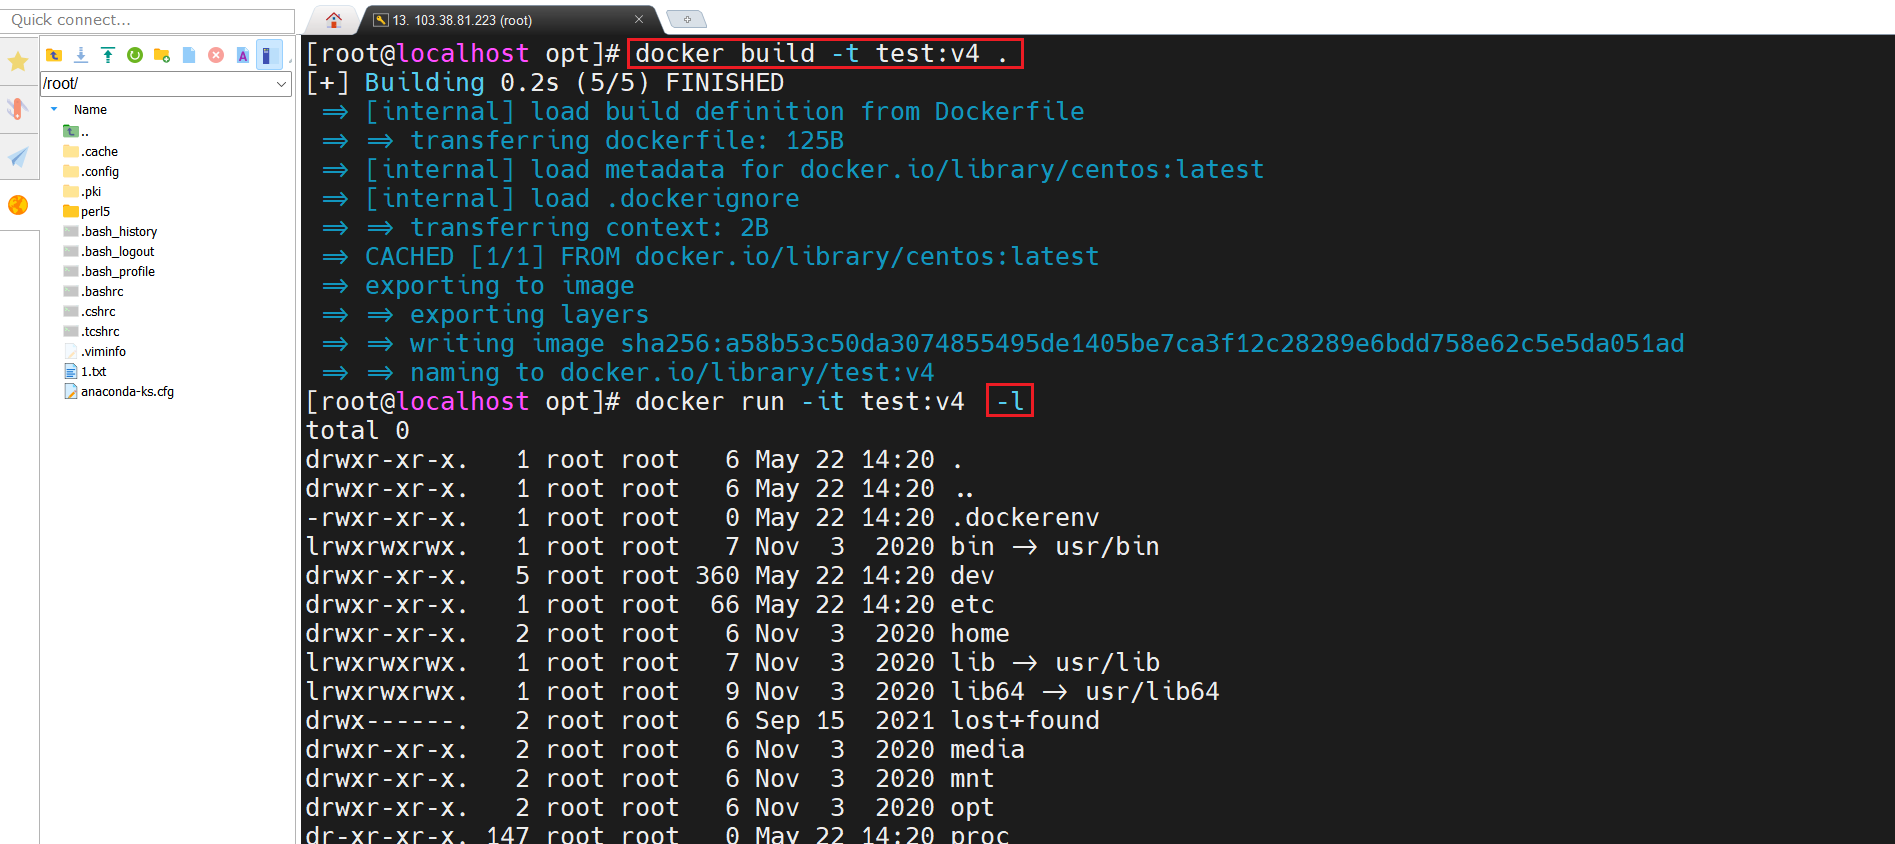 Quick connect...
13. 103.38.81.223 (root)
/root/
Name
..
.cache
.config
.pki
perl5
.bash_history
.bash_logout
.bash_profile
.bashrc
.cshrc
.tcshrc
.viminfo
1.txt
anaconda-ks.cfg
[root@localhost opt]# docker build -t test:v4 .
[+] Building 0.2s (5/5) FINISHED
=> [internal] load build definition from Dockerfile
=> => transferring dockerfile: 125B
=> [internal] load metadata for docker.io/library/centos:latest
=> [internal] load .dockerignore
=> => transferring context: 2B
=> CACHED [1/1] FROM docker.io/library/centos:latest
=> exporting to image
=> => exporting layers
=> => writing image sha256:a58b53c50da3074855495de1405be7ca3f12c28289e6bdd758e62c5e5da051ad
=> => naming to docker.io/library/test:v4
[root@localhost opt]# docker run -it test:v4 -l
total 0
drwxr-xr-x. 1 root root 6 May 22 14:20 .
drwxr-xr-x. 1 root root 6 May 22 14:20 ..
-rwxr-xr-x. 1 root root 0 May 22 14:20 .dockerenv
lrwxrwxrwx. 1 root root 7 Nov 3 2020 bin -> usr/bin
drwxr-xr-x. 5 root root 360 May 22 14:20 dev
drwxr-xr-x. 1 root root 66 May 22 14:20 etc
drwxr-xr-x. 2 root root 6 Nov 3 2020 home
lrwxrwxrwx. 1 root root 7 Nov 3 2020 lib -> usr/lib
lrwxrwxrwx. 1 root root 9 Nov 3 2020 lib64 -> usr/lib64
drwx------. 2 root root 6 Sep 15 2021 lost+found
drwxr-xr-x. 2 root root 6 Nov 3 2020 media
drwxr-xr-x. 2 root root 6 Nov 3 2020 mnt
drwxr-xr-x. 2 root root 6 Nov 3 2020 opt
dr-xr-xr-x. 147 root root 0 May 22 14:20 proc